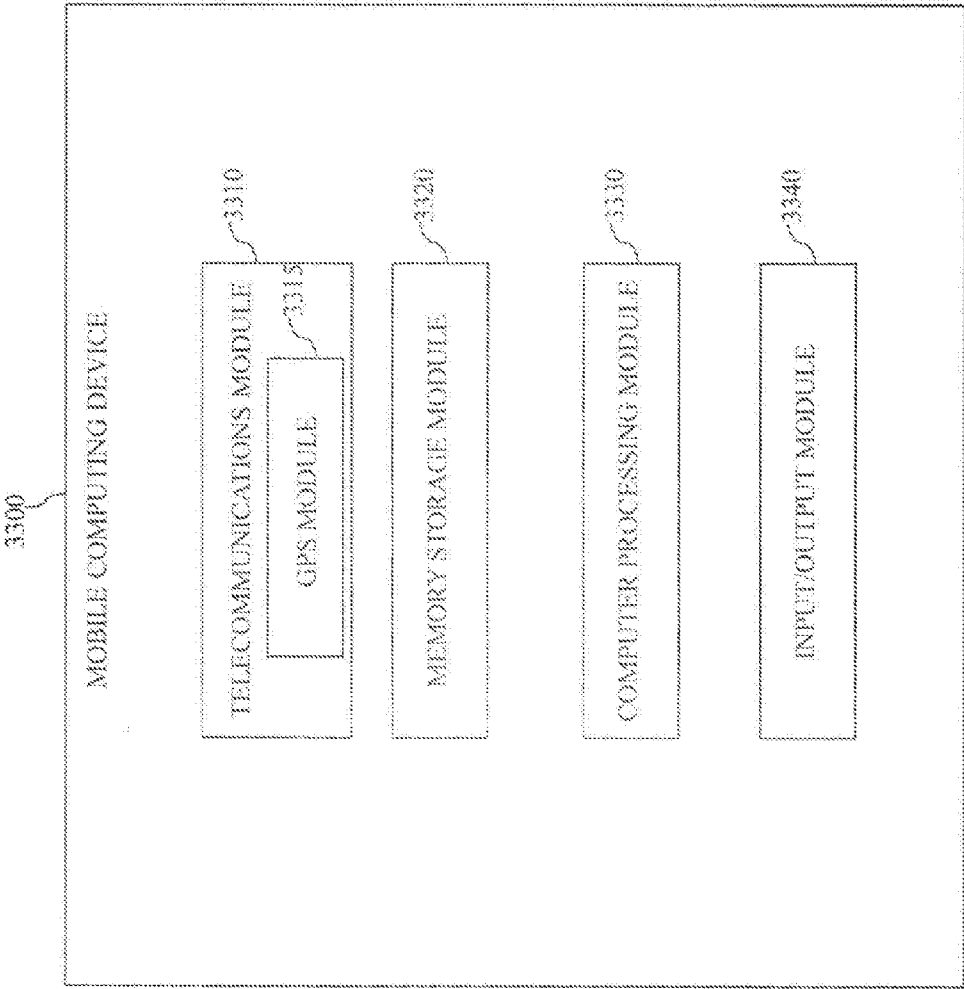 3300
MOBILE COMPUTING DEVICE
TELECOMMUNICATIONS MODULE
3310
GPS MODULE
3315
MEMORY STORAGE MODULE
3320
COMPUTER PROCESSING MODULE
3330
INPUT/OUTPUT MODULE
3340